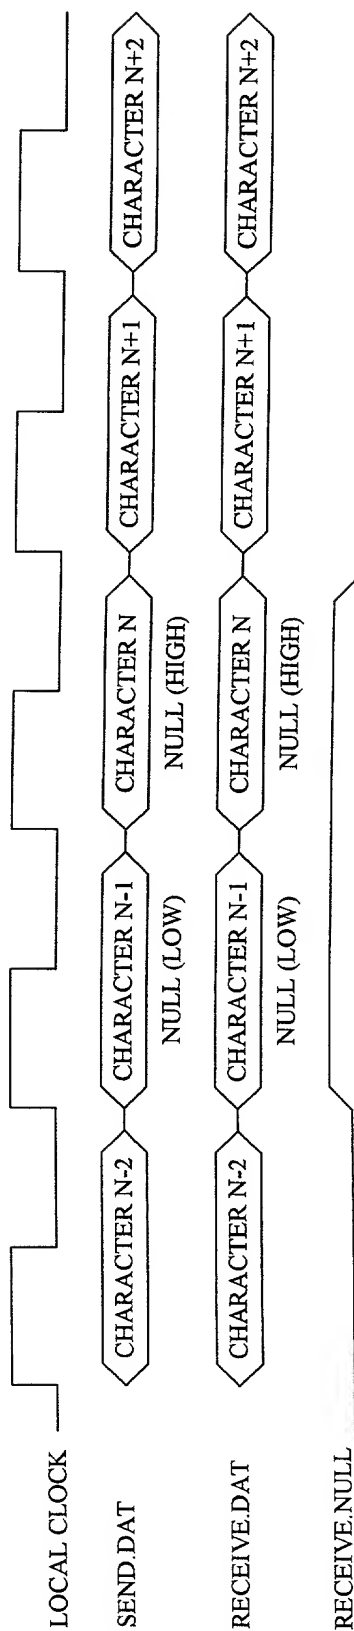 LOCAL CLOCK
SEND.DAT
CHARACTER N-2
CHARACTER N-1
CHARACTER N
CHARACTER N+1
CHARACTER N+2
NULL (LOW)
NULL (HIGH)
RECEIVE.DAT
CHARACTER N-2
CHARACTER N-1
CHARACTER N
CHARACTER N+1
CHARACTER N+2
NULL (LOW)
NULL (HIGH)
RECEIVE.NULL